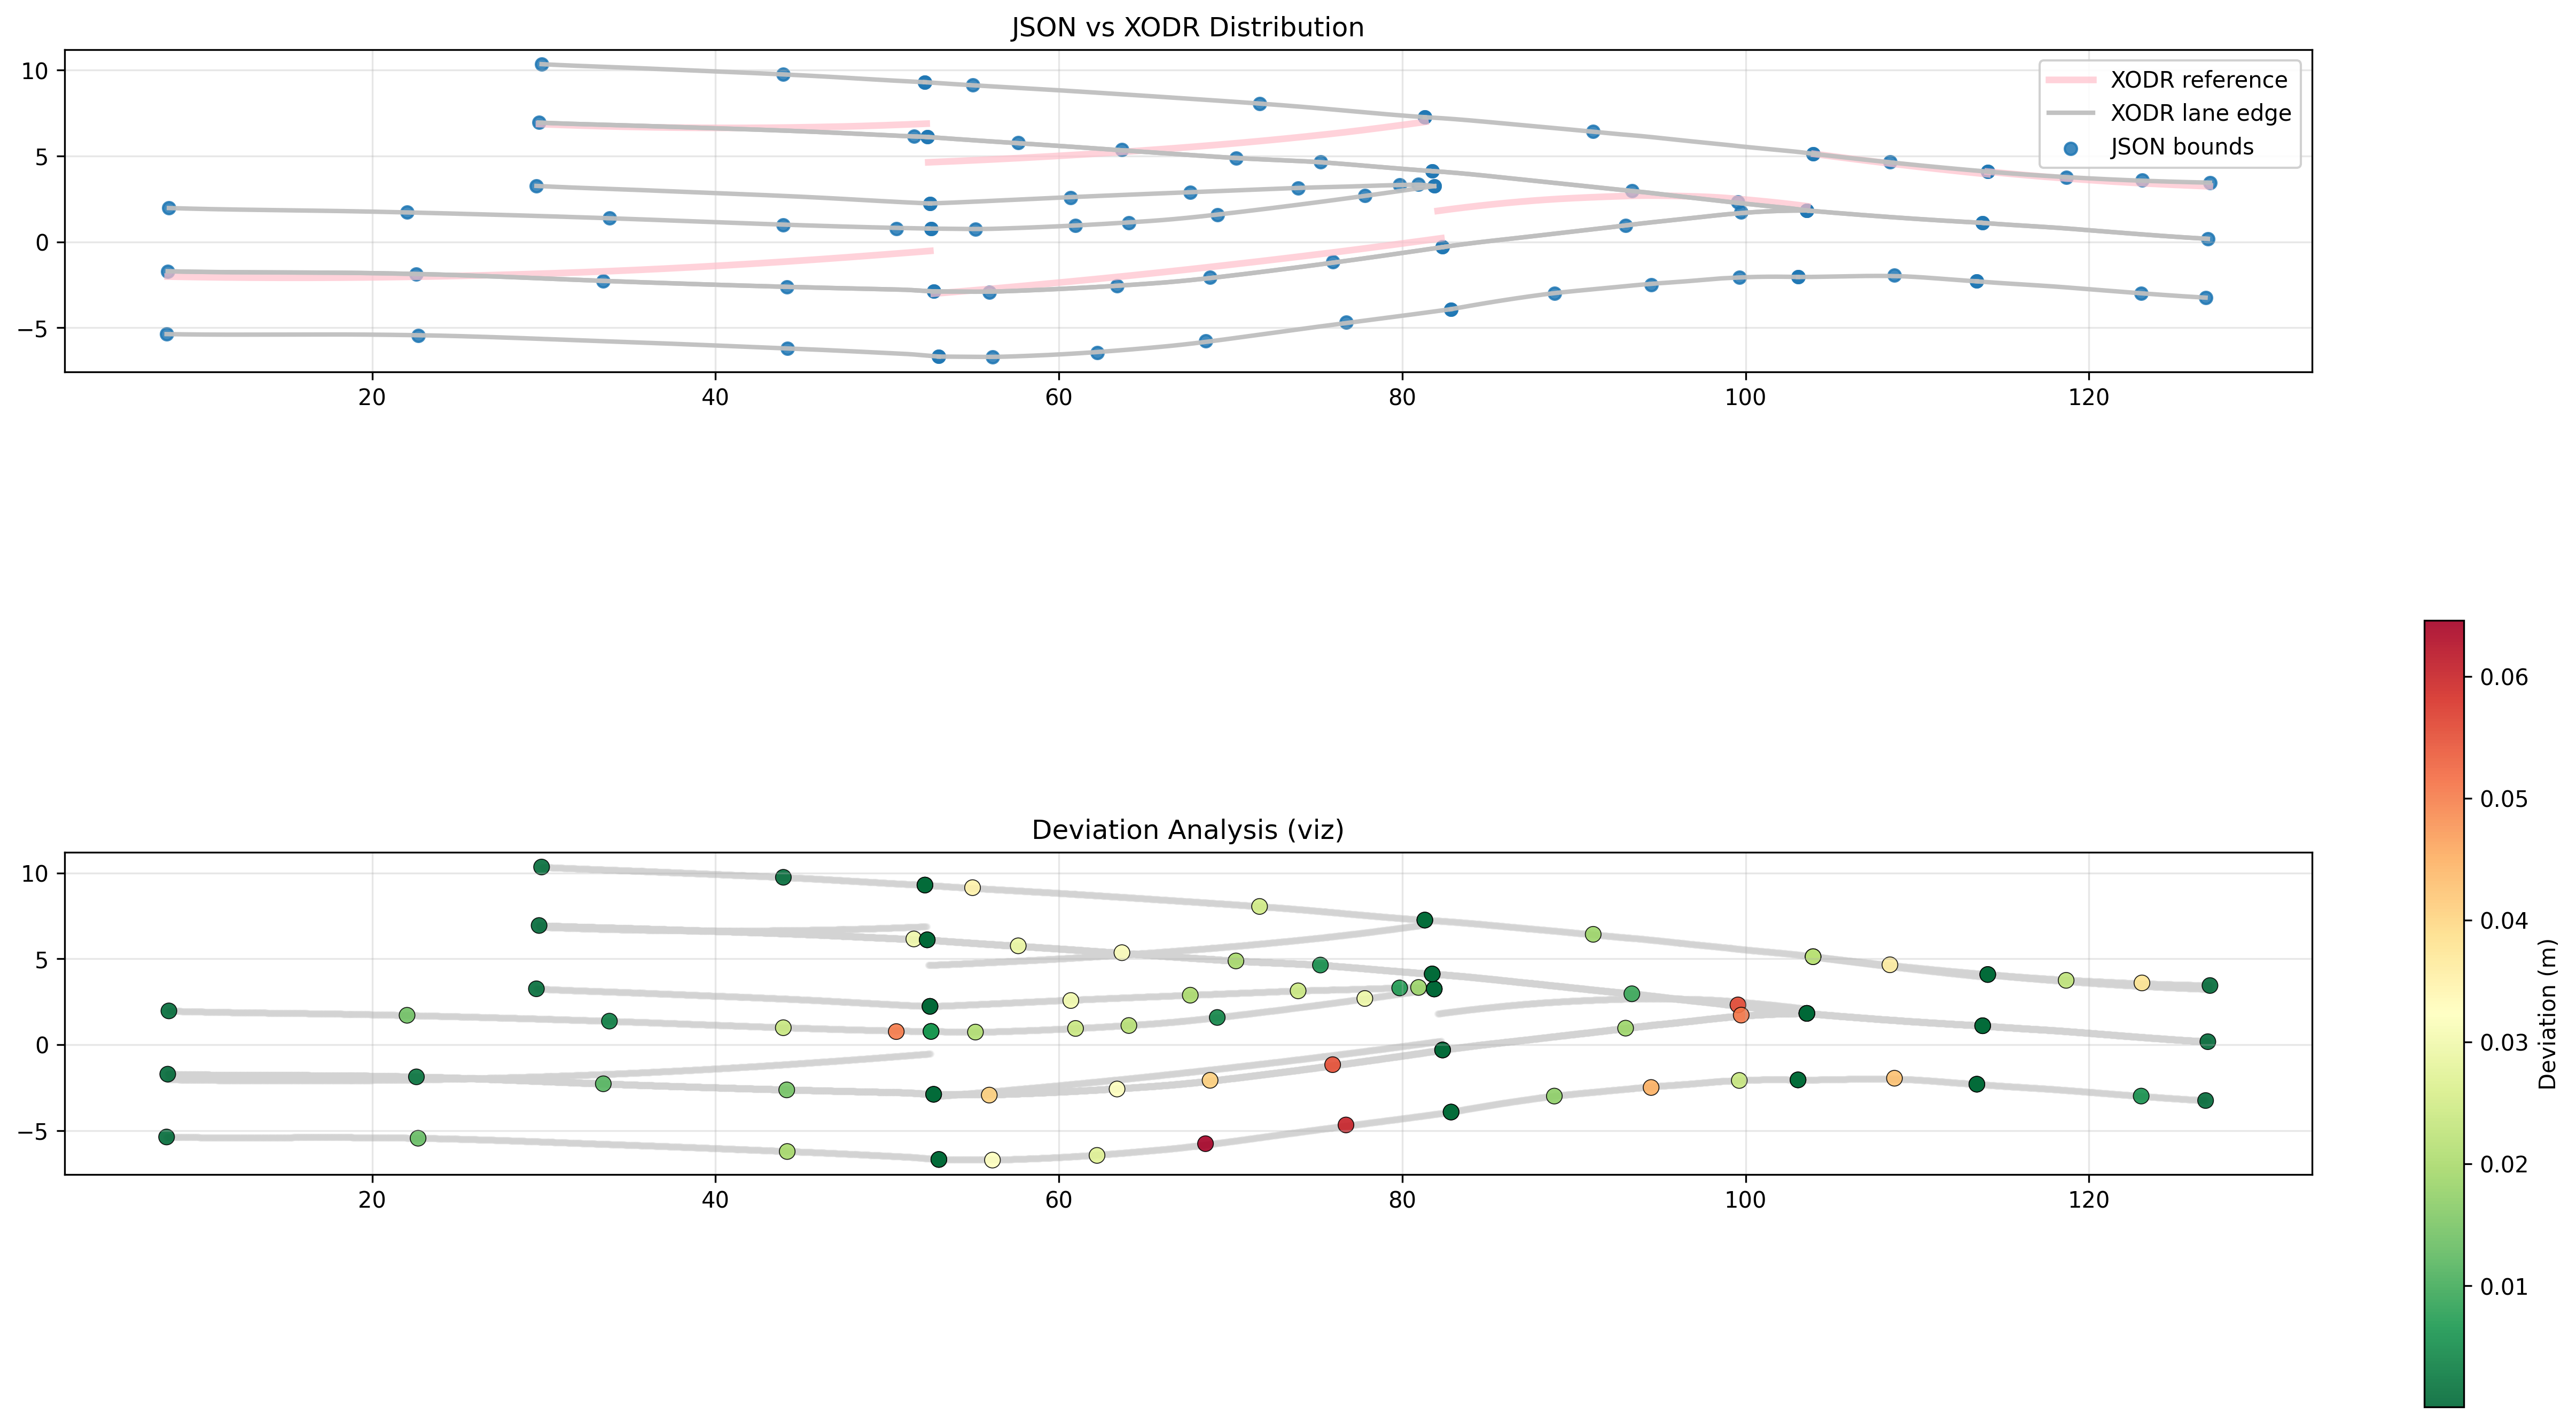 JSON vs XODR Distribution
10
5
0
−5
XODR reference
XODR lane edge
JSON bounds
20 40 60 80 100 120
Deviation Analysis (viz)
10
5
0
−5
20 40 60 80 100 120
0.06
0.05
0.04
0.03
0.02
0.01
Deviation (m)